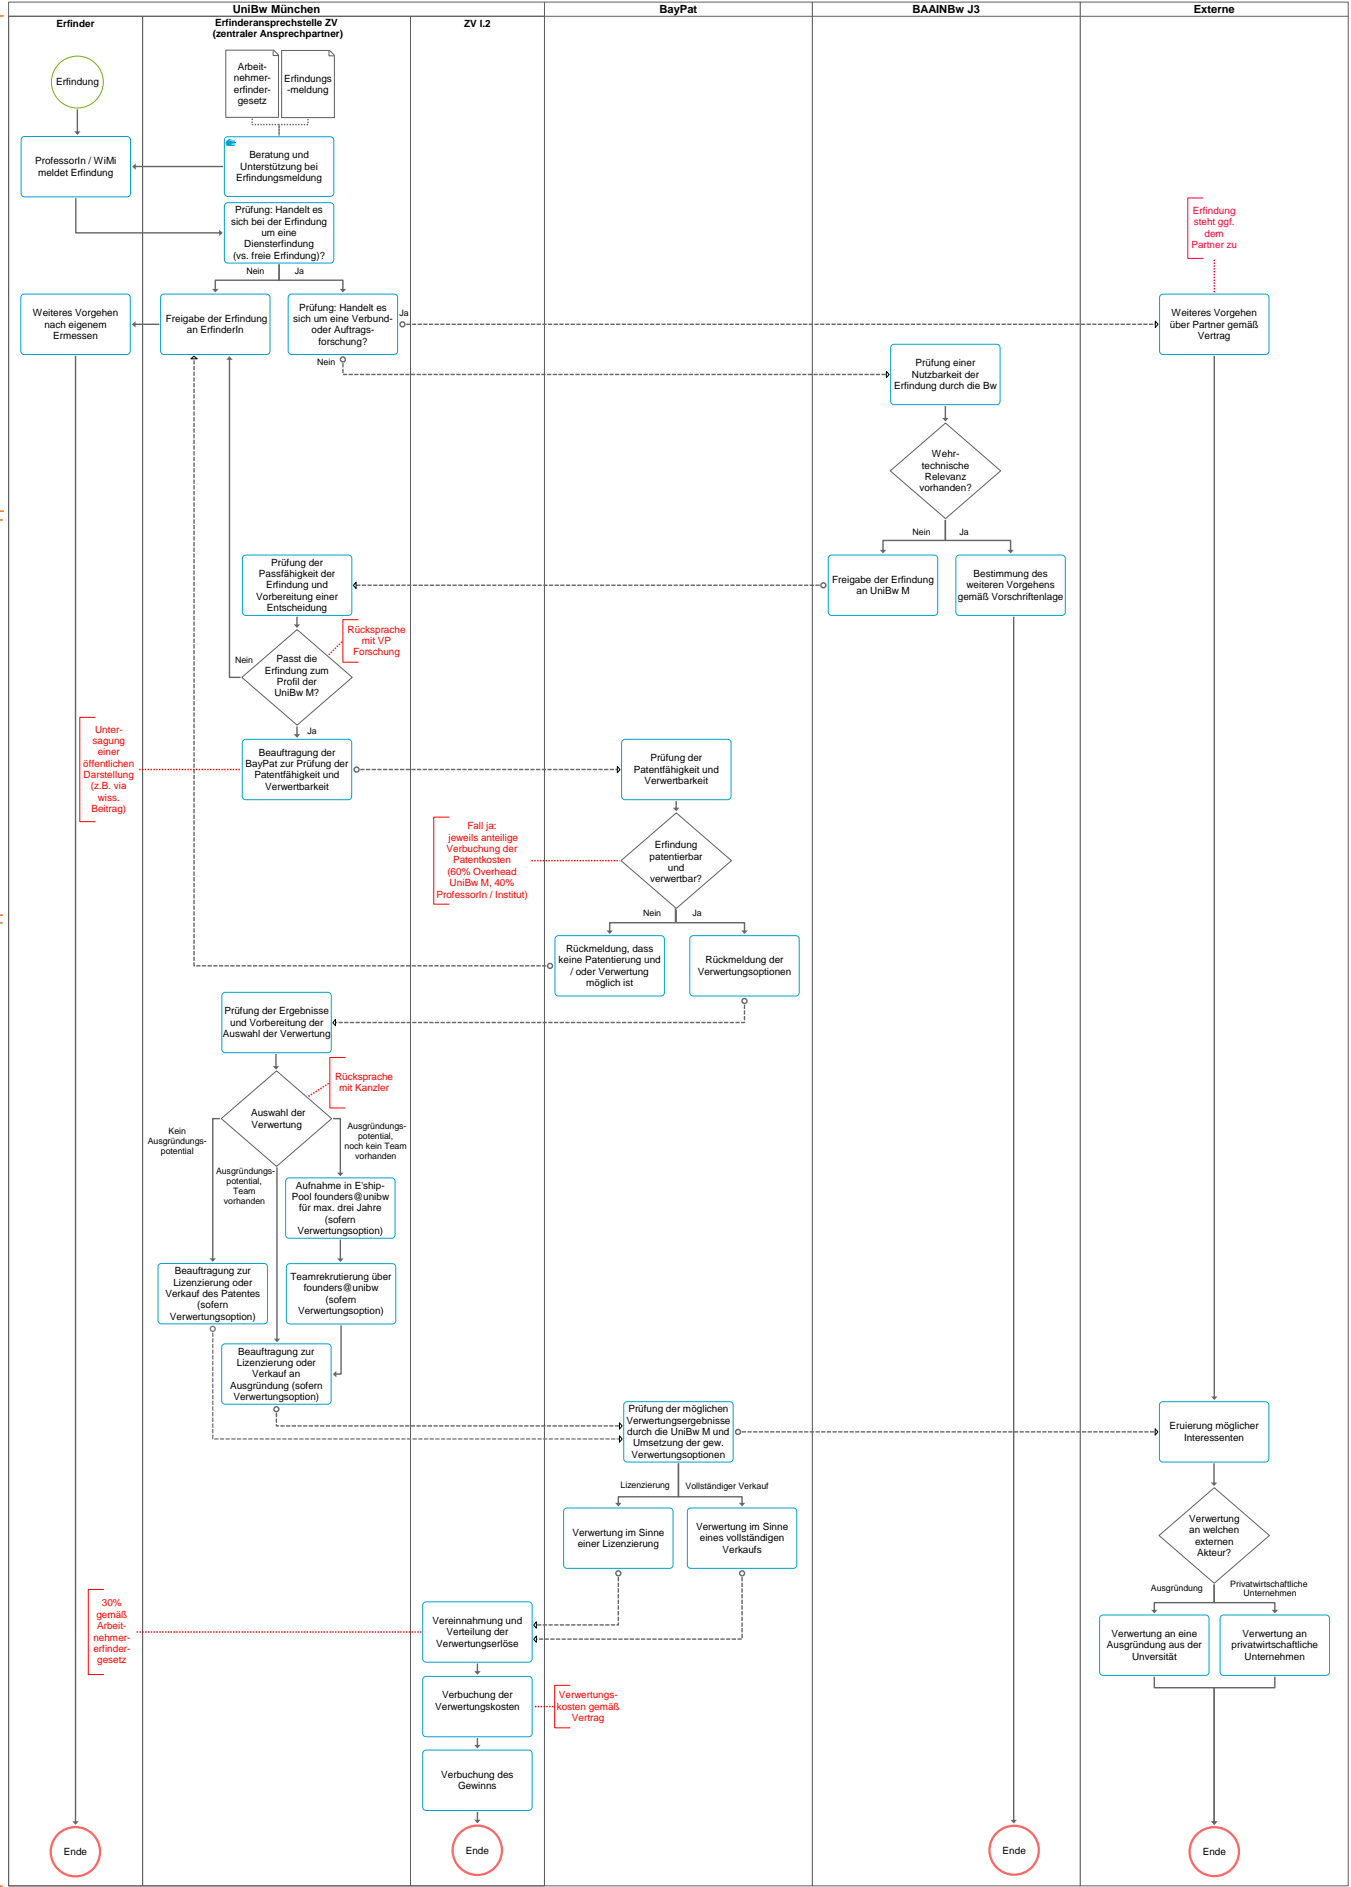 UniBw München
BayPat
BAAINBw J3
Externe
Erfinder
Erfinderansprechstelle ZV
(zentraler Ansprechpartner)
ZV I.2
Erfindung
Arbeit-
nehmer-
erfinder-
gesetz
Erfindungs
-meldung
ProfessorIn / WiMi
meldet Erfindung
Beratung und
Unterstützung bei
Erfindungsmeldung
Prüfung: Handelt es
sich bei der Erfindung
um eine
Diensterfindung
(vs. freie Erfindung)?
Nein
Ja
Erfindung
steht ggf.
dem
Partner zu
Weiteres Vorgehen
nach eigenem
Ermessen
Freigabe der Erfindung
an ErfinderIn
Prüfung: Handelt es
sich um eine Verbund-
oder Auftrags-
forschung?
Ja
Nein
Weiteres Vorgehen
über Partner gemäß
Vertrag
Prüfung einer
Nutzbarkeit der
Erfindung durch die Bw
Wehr-
technische
Relevanz
vorhanden?
Nein
Ja
Freigabe der Erfindung
an UniBw M
Bestimmung des
weiteren Vorgehens
gemäß Vorschriftenlage
Prüfung der
Passfähigkeit der
Erfindung und
Vorbereitung einer
Entscheidung
Rücksprache
mit VP
Forschung
Nein
Passt die
Erfindung zum
Profil der
UniBw M?
Ja
Unter-
sagung
einer
öffentlichen
Darstellung
(z.B. via
wiss.
Beitrag)
Beauftragung der
BayPat zur Prüfung der
Patentfähigkeit und
Verwertbarkeit
Prüfung der
Patentfähigkeit und
Verwertbarkeit
Fall ja:
jeweils anteilige
Verbuchung der
Patentkosten
(60% Overhead
UniBw M, 40%
ProfessorIn / Institut)
Erfindung
patentierbar
und
verwertbar?
Nein
Ja
Rückmeldung, dass
keine Patentierung und
/ oder Verwertung
möglich ist
Rückmeldung der
Verwertungsoptionen
Prüfung der Ergebnisse
und Vorbereitung der
Auswahl der Verwertung
Rücksprache
mit Kanzler
Auswahl der
Verwertung
Kein
Ausgründungs-
potential
Ausgründungs-
potential,
Team
vorhanden
Ausgründungs-
potential,
noch kein Team
vorhanden
Aufnahme in E'ship-
Pool founders@unibw
für max. drei Jahre
(sofern
Verwertungsoption)
Beauftragung zur
Lizenzierung oder
Verkauf des Patentes
(sofern
Verwertungsoption)
Teamrekrutierung über
founders@unibw
(sofern
Verwertungsoption)
Beauftragung zur
Lizenzierung oder
Verkauf an
Ausgründung (sofern
Verwertungsoption)
Prüfung der möglichen
Verwertungsergebnisse
durch die UniBw M und
Umsetzung der gew.
Verwertungsoptionen
Eruierung möglicher
Interessenten
Lizenzierung
Vollständiger Verkauf
Verwertung im Sinne
einer Lizenzierung
Verwertung im Sinne
eines vollständigen
Verkaufs
Verwertung
an welchen
externen
Akteur?
Ausgründung
Privatwirtschaftliche
Unternehmen
30%
gemäß
Arbeit-
nehmer-
erfinder-
gesetz
Vereinnahmung und
Verteilung der
Verwertungserlöse
Verwertung an eine
Ausgründung aus der
Unversität
Verwertung an
privatwirtschaftliche
Unternehmen
Verbuchung der
Verwertungskosten
Verwertungs-
kosten gemäß
Vertrag
Verbuchung des
Gewinns
Ende
Ende
Ende
Ende